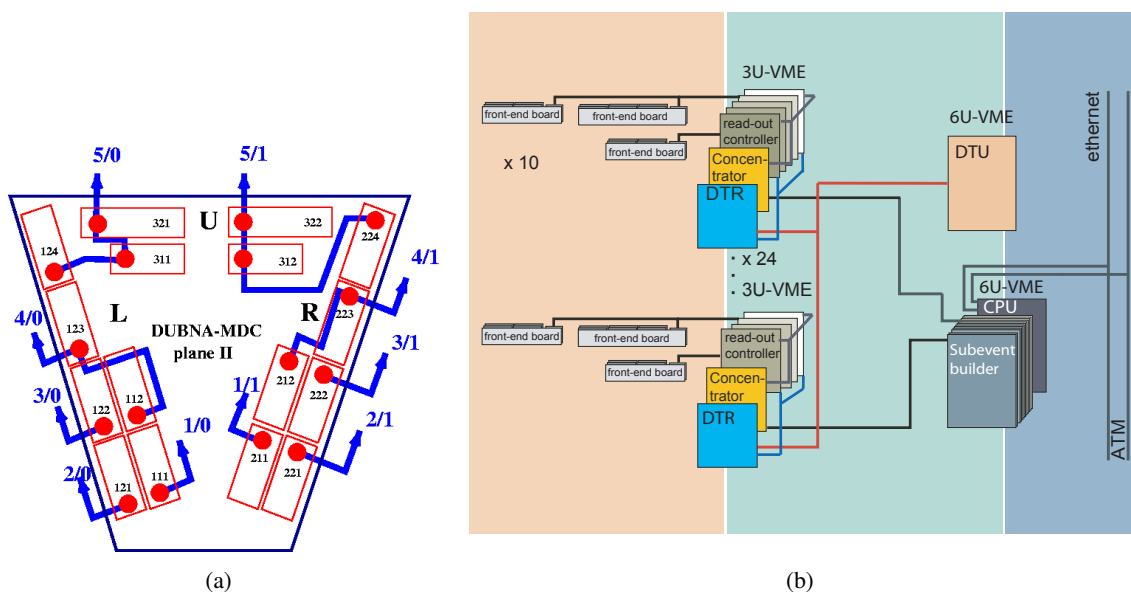 5/0
5/1
321
U
322
224
124
311
312
4/1
L
R
223
4/0
123
DUBNA-MDC
plane II
3/1
212
3/0
1/1
222
122
112
1/0
2/1
211
221
2/0
121
111
(a)
3U-VME
front-end board
front-end board
read-out
controller
6U-VME
ethernet
front-end board
x 10
Concen-
trator
DTU
DTR
x 24
3U-VME
6U-VME
CPU
front-end board
front-end board
read-out
controller
Subevent
builder
front-end board
Concen-
trator
DTR
ATM
(b)